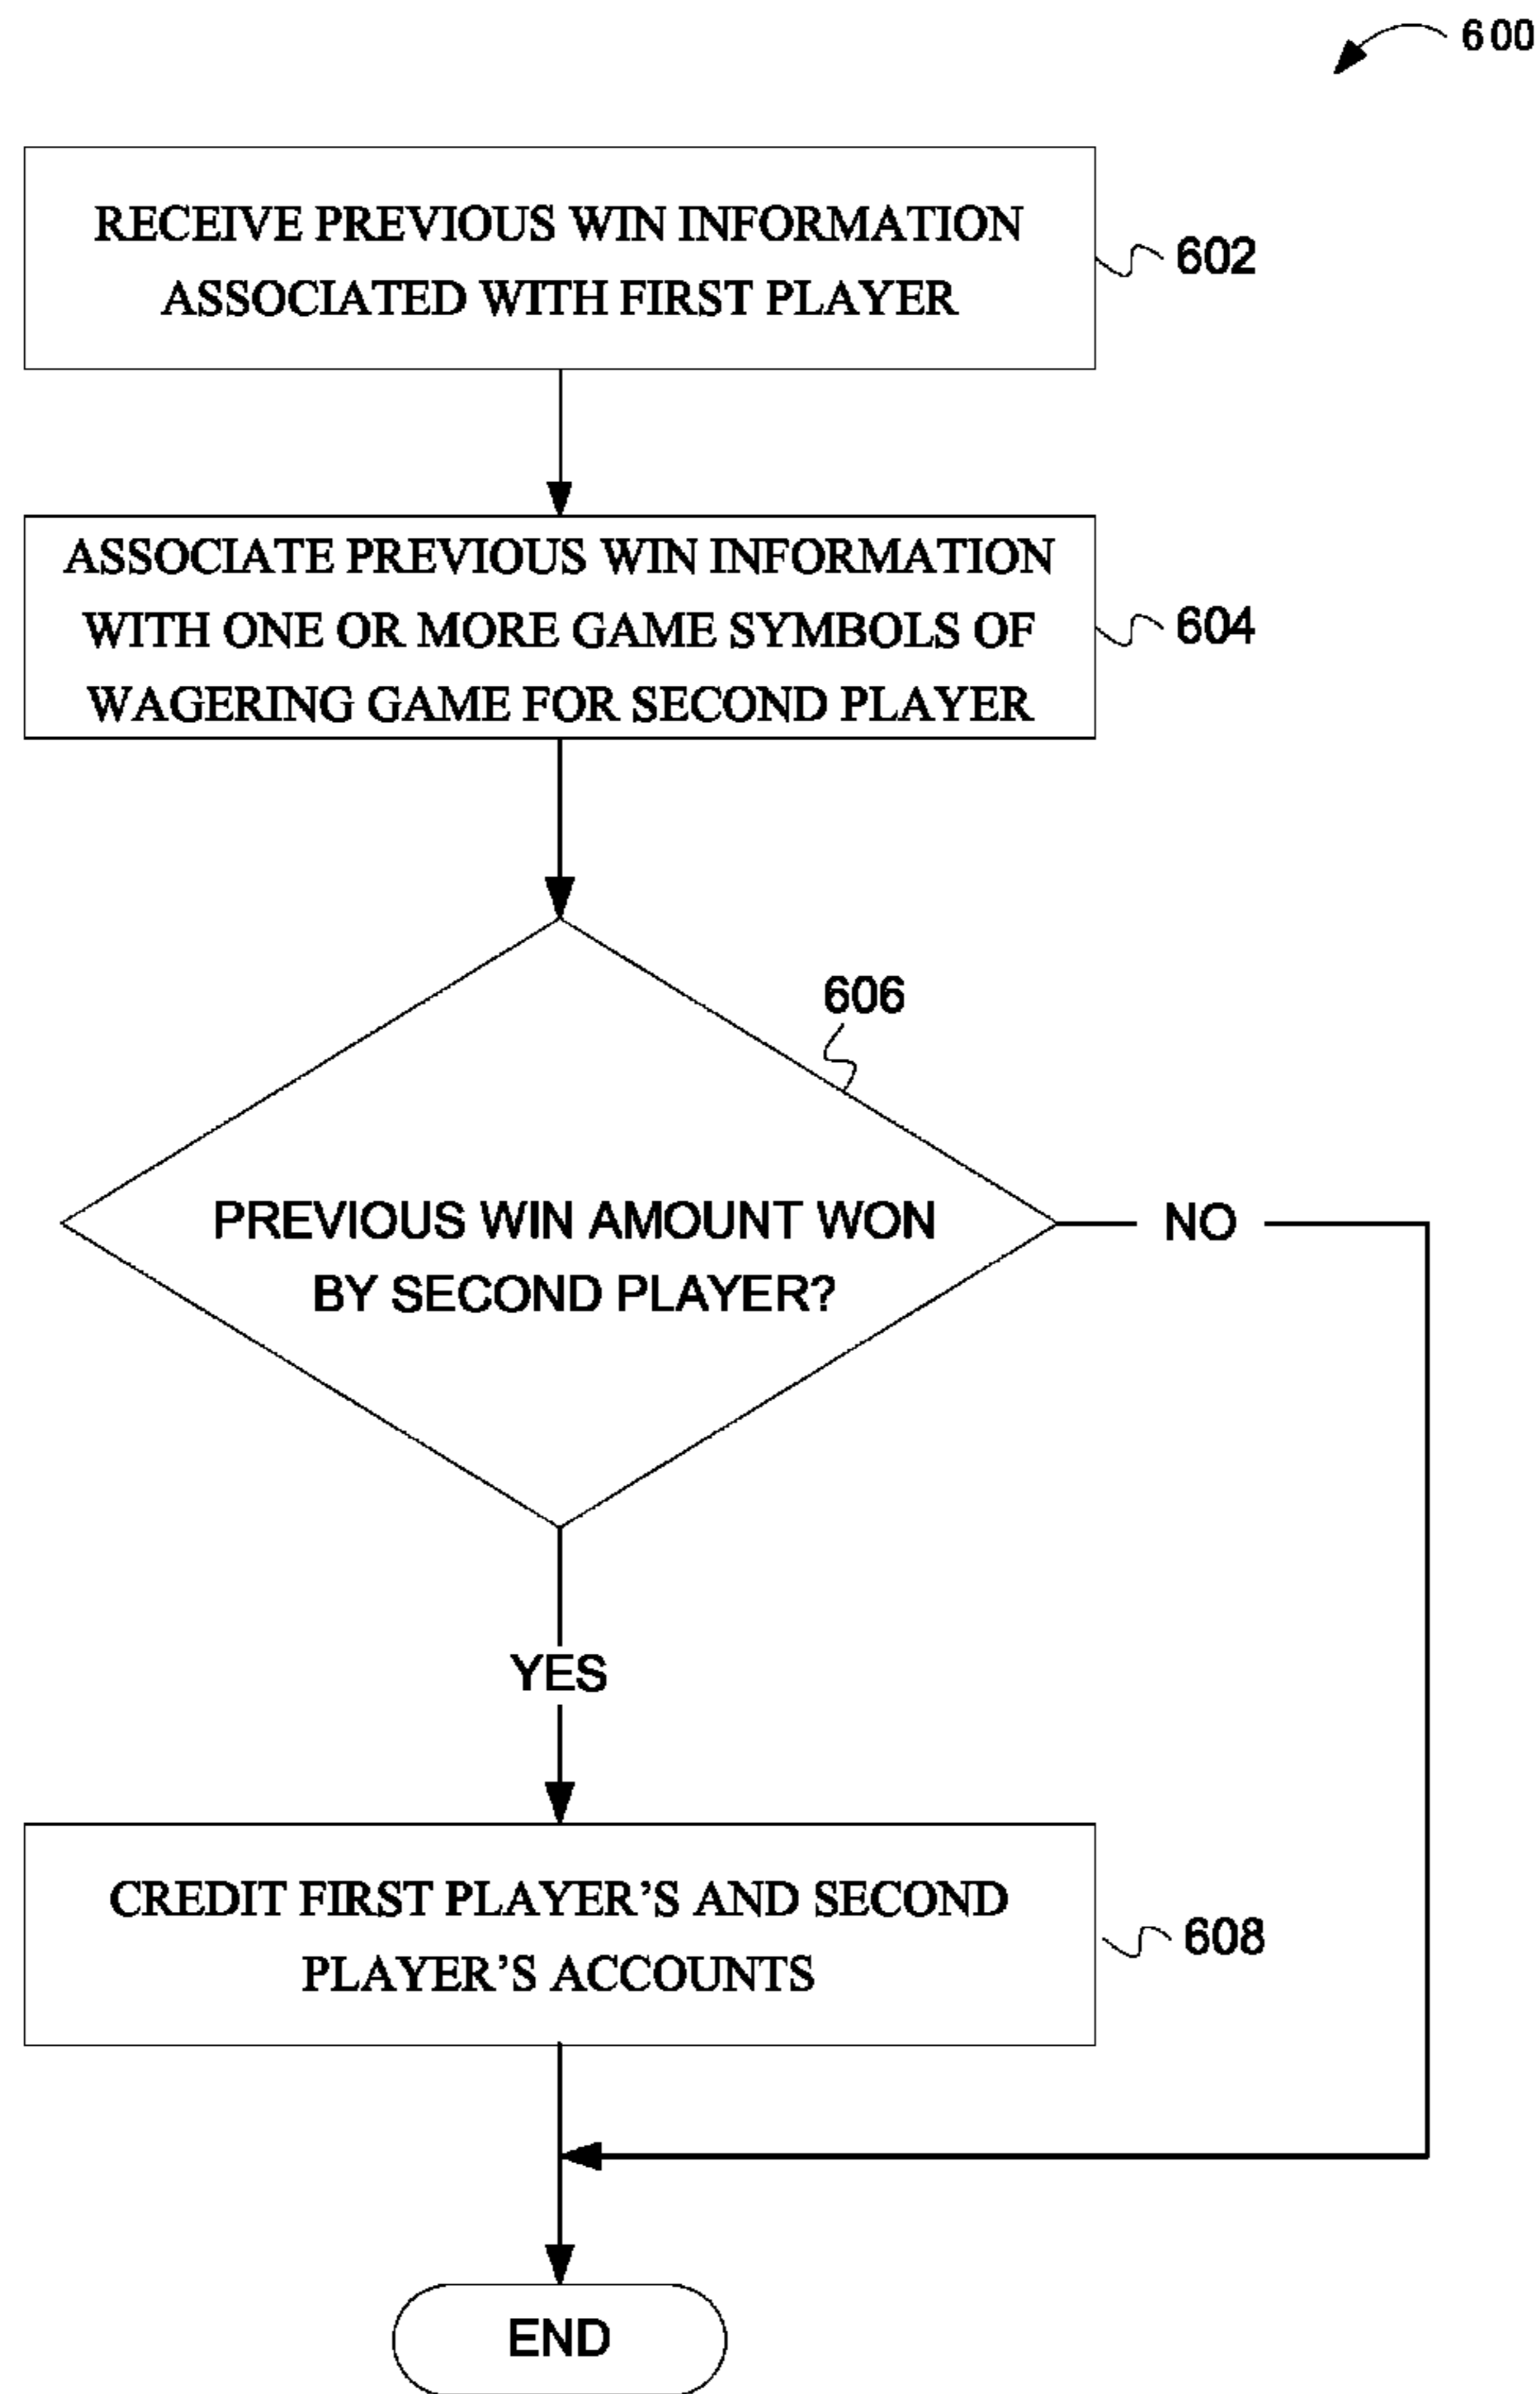 600
RECEIVE PREVIOUS WIN INFORMATION
ASSOCIATED WITH FIRST PLAYER
602
ASSOCIATE PREVIOUS WIN INFORMATION
WITH ONE OR MORE GAME SYMBOLS OF
WAGERING GAME FOR SECOND PLAYER
604
606
PREVIOUS WIN AMOUNT WON
BY SECOND PLAYER?
NO
YES
CREDIT FIRST PLAYER’S AND SECOND
PLAYER’S ACCOUNTS
608
END